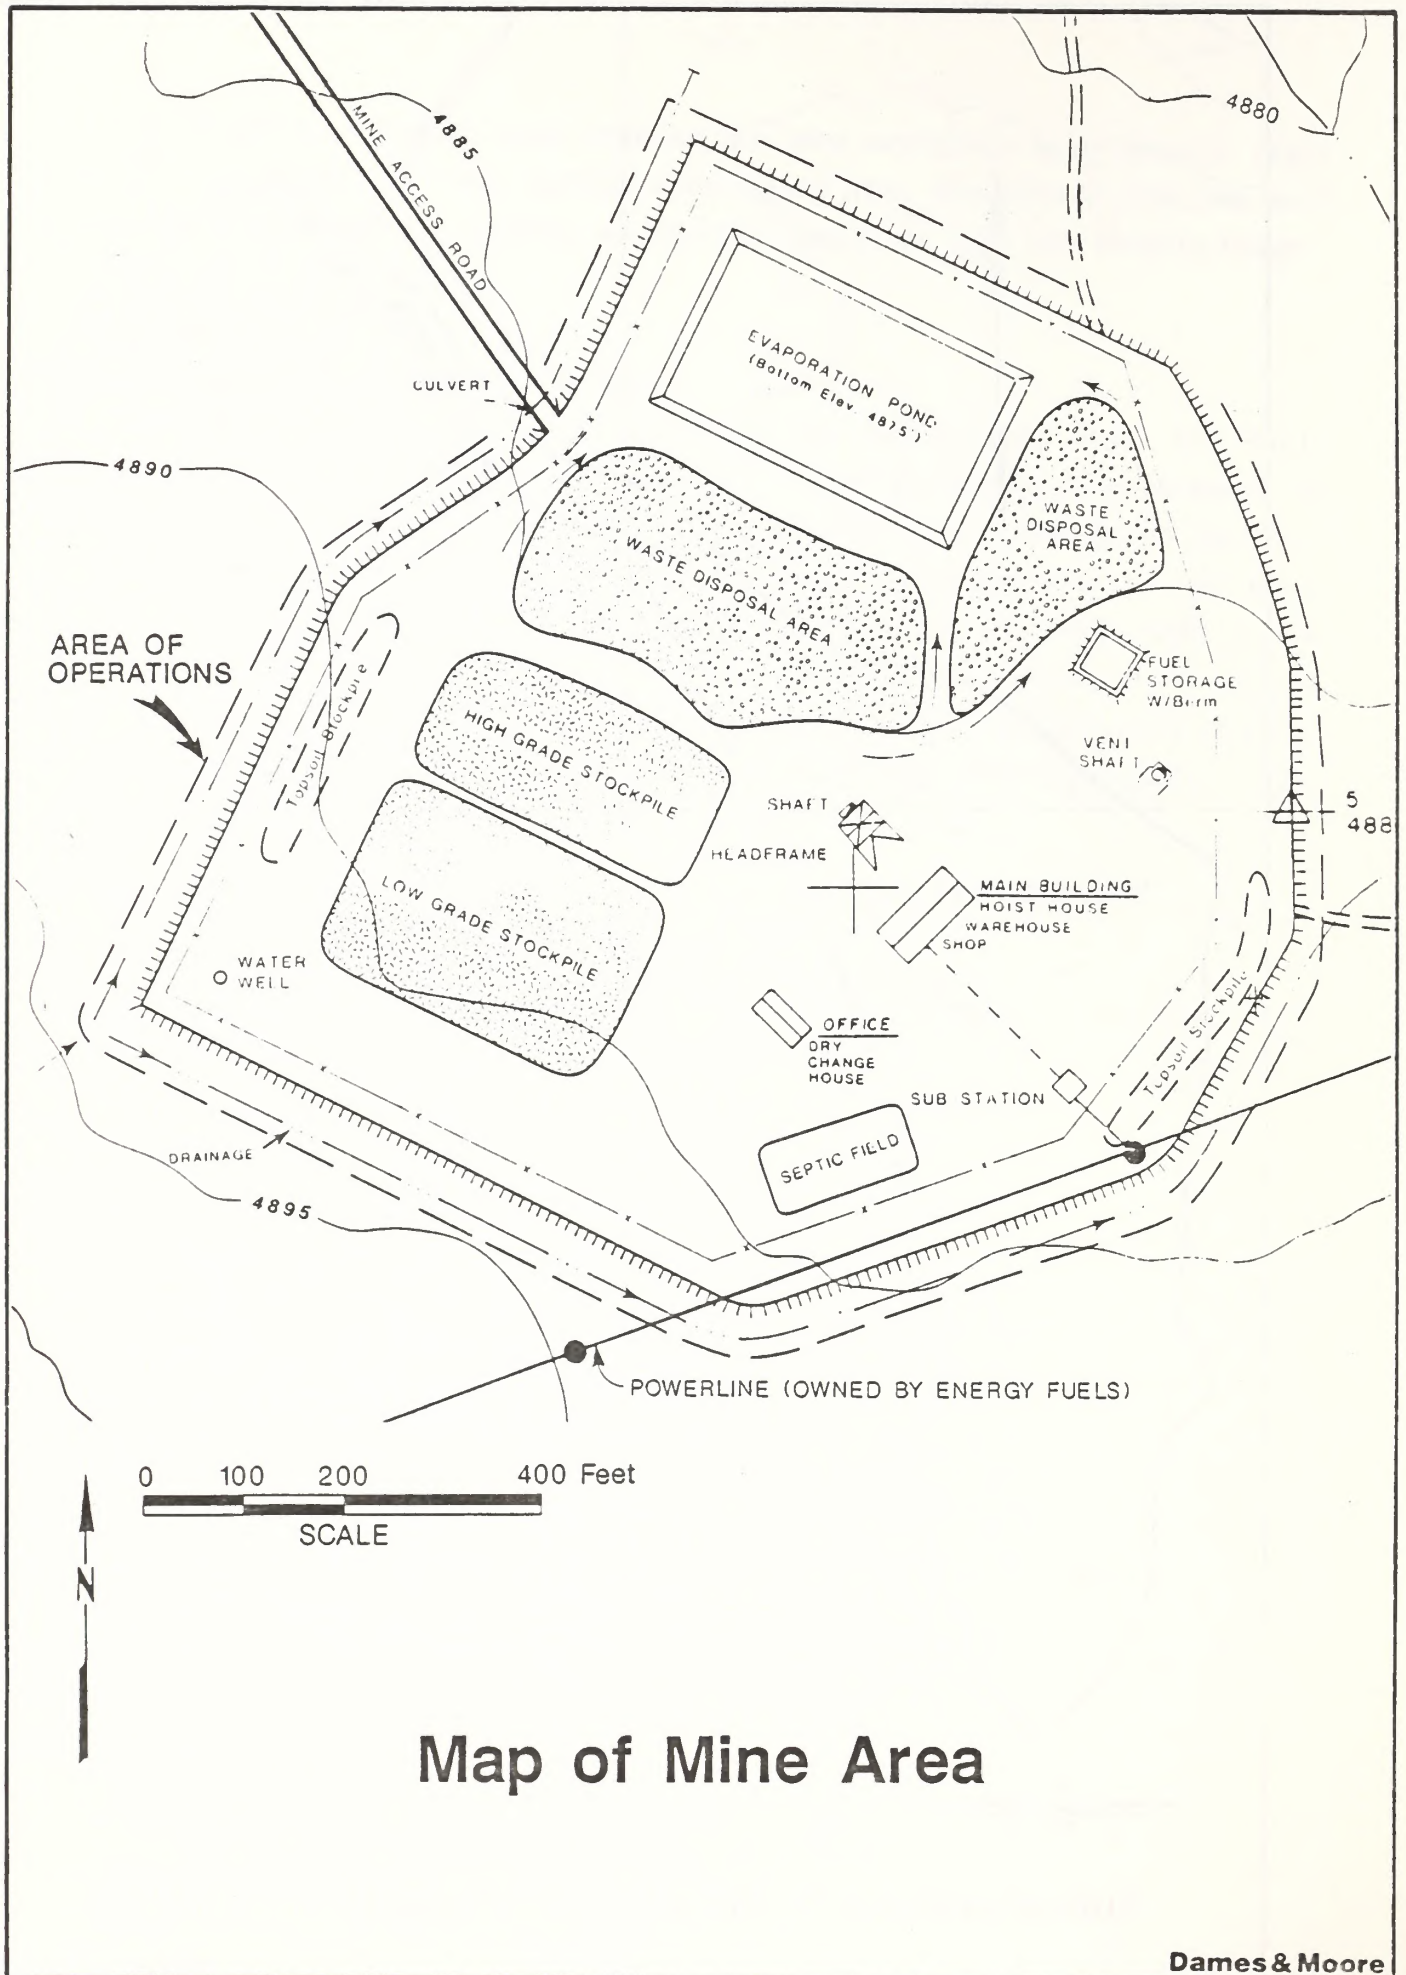 4880
4885
MINE ACCESS ROAD
EVAPORATION POND
(Bottom Elev. 4875')
CULVERT
4890
WASTE
DISPOSAL
AREA
WASTE DISPOSAL AREA
AREA OF
OPERATIONS
Topsoil Stockpile
FUEL
STORAGE
W/Berm
HIGH GRADE STOCKPILE
VENT
SHAFT
SHAFT
5
488
HEADFRAME
LOW GRADE STOCKPILE
MAIN BUILDING
HOIST HOUSE
WAREHOUSE
SHOP
WATER
WELL
Topsoil Stockpile
OFFICE
DRY
CHANGE
HOUSE
SUB STATION
SEPTIC FIELD
DRAINAGE
4895
POWERLINE (OWNED BY ENERGY FUELS)
0 100 200 400 Feet
SCALE
N
Map of Mine Area
Dames & Moore